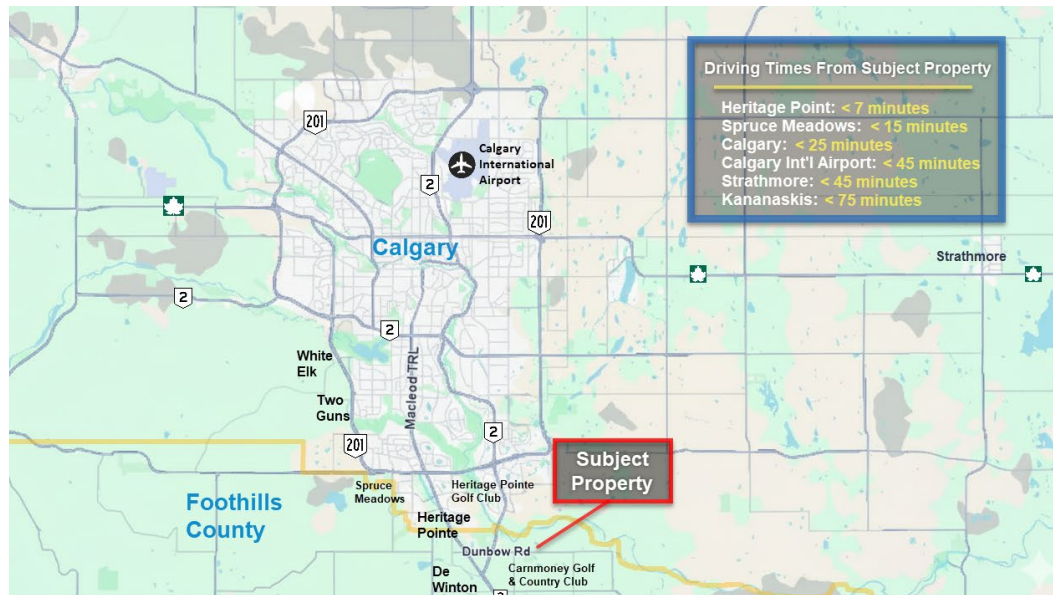 Driving Times From Subject Property
Heritage Point: < 7 minutes
Spruce Meadows: < 15 minutes
Calgary: < 25 minutes
Calgary Int'l Airport: < 45 minutes
Strathmore: < 45 minutes
Kananaskis: < 75 minutes
201
Calgary
International
Airport
2
201
Calgary
Strathmore
2
2
White
Elk
Macleod TRL
Two
Guns
2
201
Subject
Property
Spruce
Meadows
Heritage Pointe
Golf Club
Foothills
County
Heritage
Pointe
Dunbow Rd
De
Winton
Carnmoney Golf
& Country Club
2